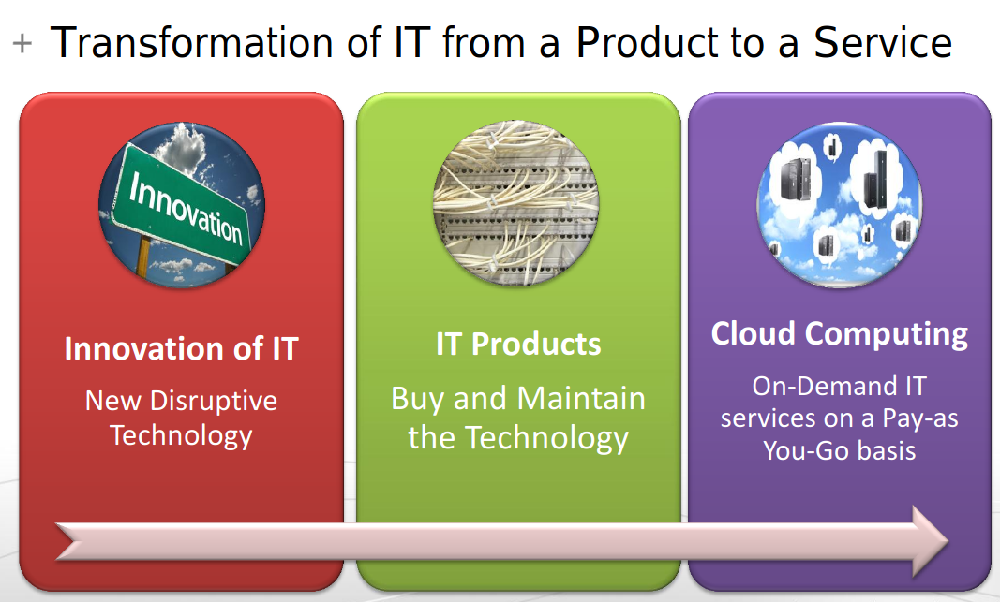 + Transformation of IT from a Product to a Service
Innovation
Innovation of IT
New Disruptive
Technology
IT Products
Buy and Maintain
the Technology
Cloud Computing
On-Demand IT
services on a Pay-as
You-Go basis